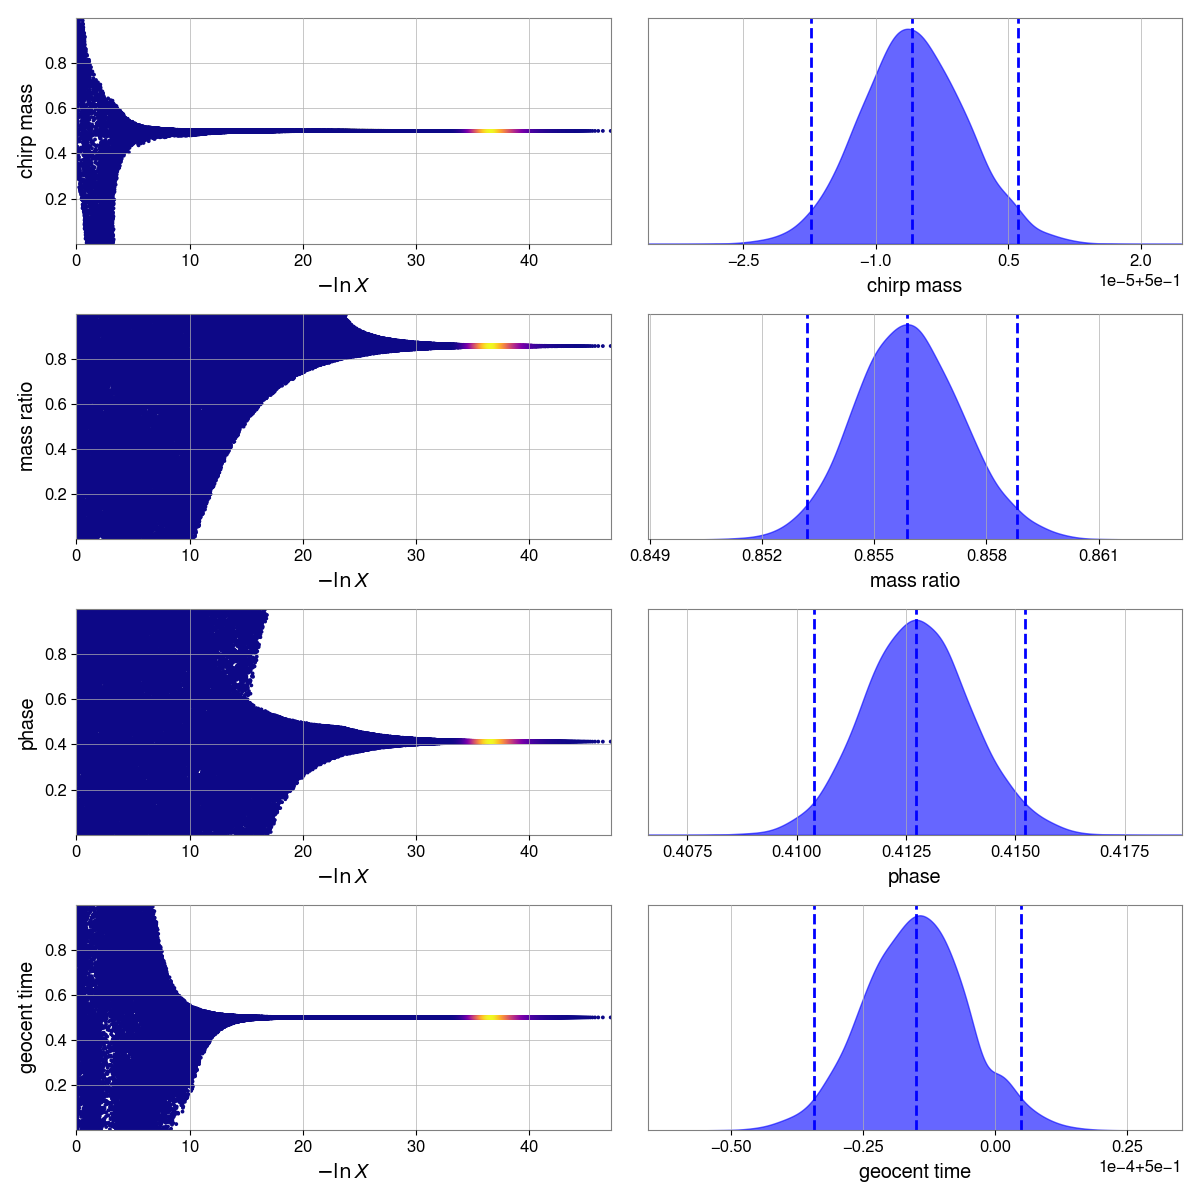 0.8
0.6
0.4
0.2
chirp mass
0 10 20 30 40
−ln X
−2.5 −1.0 0.5 2.0
1e−5+5e−1
chirp mass
0.8
0.6
0.4
0.2
mass ratio
0 10 20 30 40
−ln X
0.849 0.852 0.855 0.858 0.861
mass ratio
0.8
0.6
0.4
0.2
phase
0 10 20 30 40
−ln X
0.4075 0.4100 0.4125 0.4150 0.4175
phase
0.8
0.6
0.4
0.2
geocent time
0 10 20 30 40
−ln X
−0.50 −0.25 0.00 0.25
1e−4+5e−1
geocent time